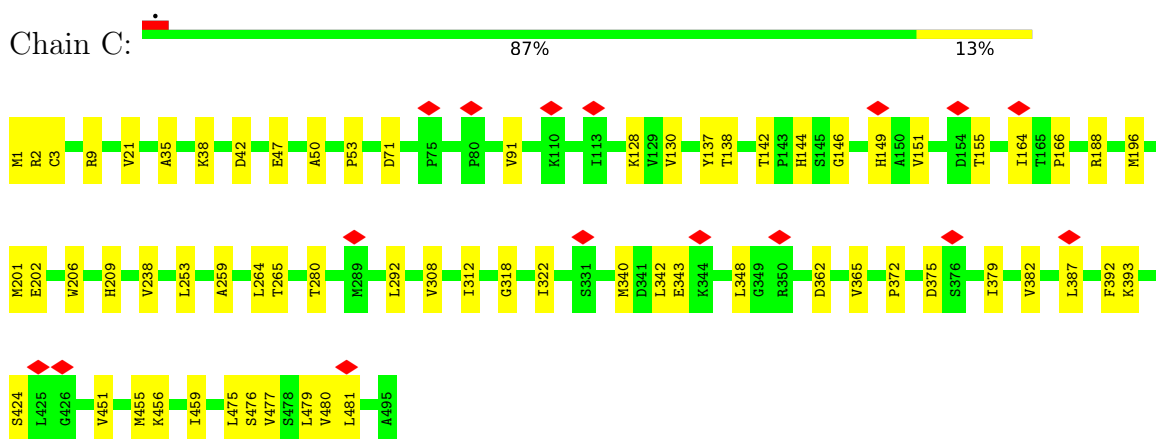 Chain C:
87%
13%
M1 R2 C3 R9 V21 A35 K38 D42 E47 A50 P53 D71 P75 P80 V91 K110 I113 K128 V129 V130 Y137 T138 T142 P143 H144 S145 G146 H149 A150 V151 D154 T155 I164 T165 P166 R188 M196
M201 E202 W206 H209 V238 L253 A259 L264 T265 T280 M289 L292 V308 I312 G318 I322 S331 M340 D341 L342 E343 K344 L348 G349 R350 D362 V365 P372 D375 S376 I379 V382 L387 F392 K393
S424 L425 G426 V451 M455 K456 I459 L475 S476 V477 S478 L479 V480 L481 A495